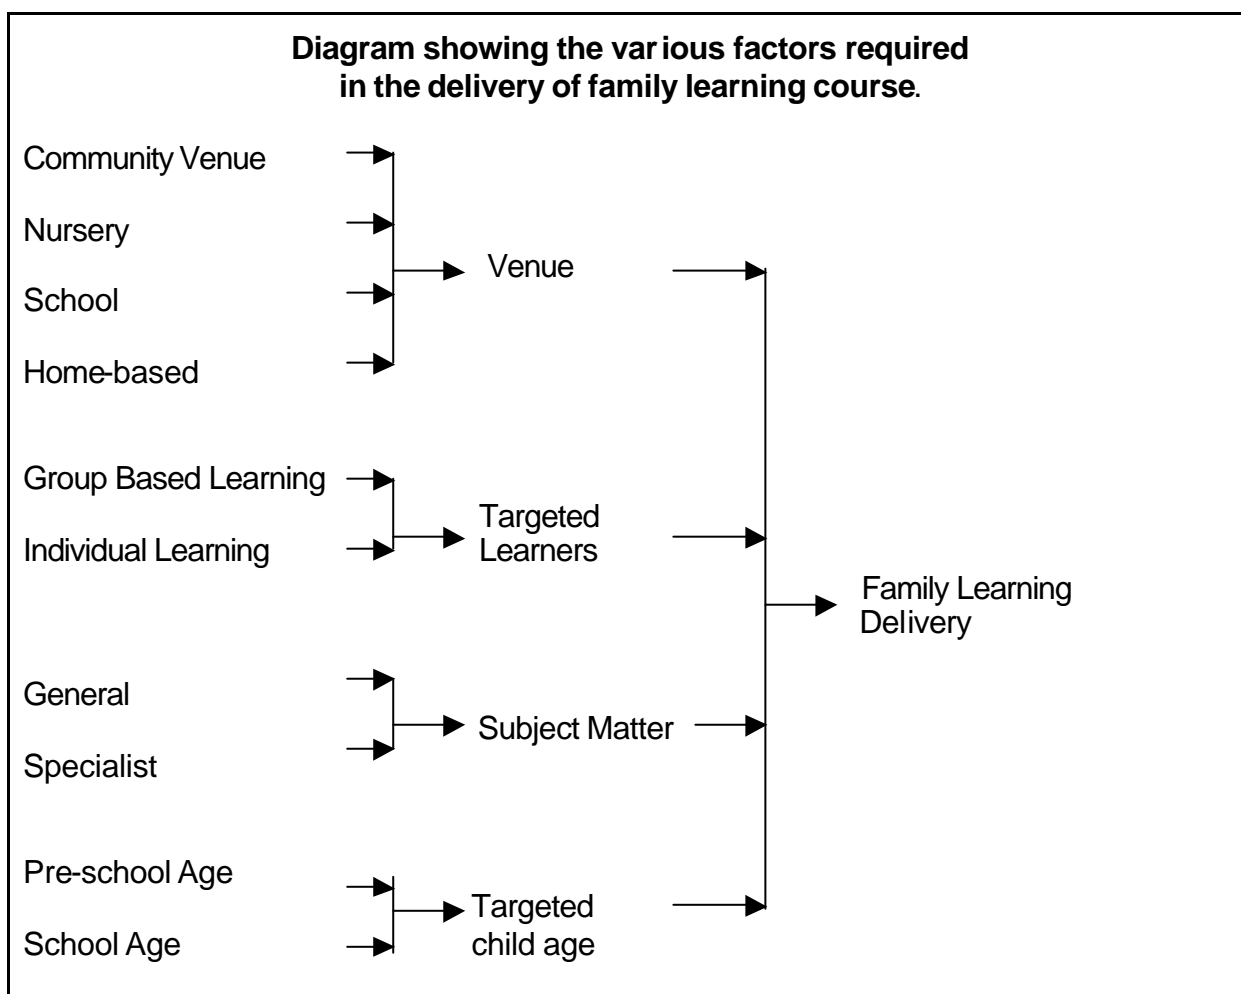 Diagram showing the various factors required
in the delivery of family learning course.
Community Venue
Nursery
School
Home-based
Venue
Group Based Learning
Individual Learning
Targeted
Learners
General
Specialist
Subject Matter
Pre-school Age
School Age
Targeted
child age
Family Learning
Delivery